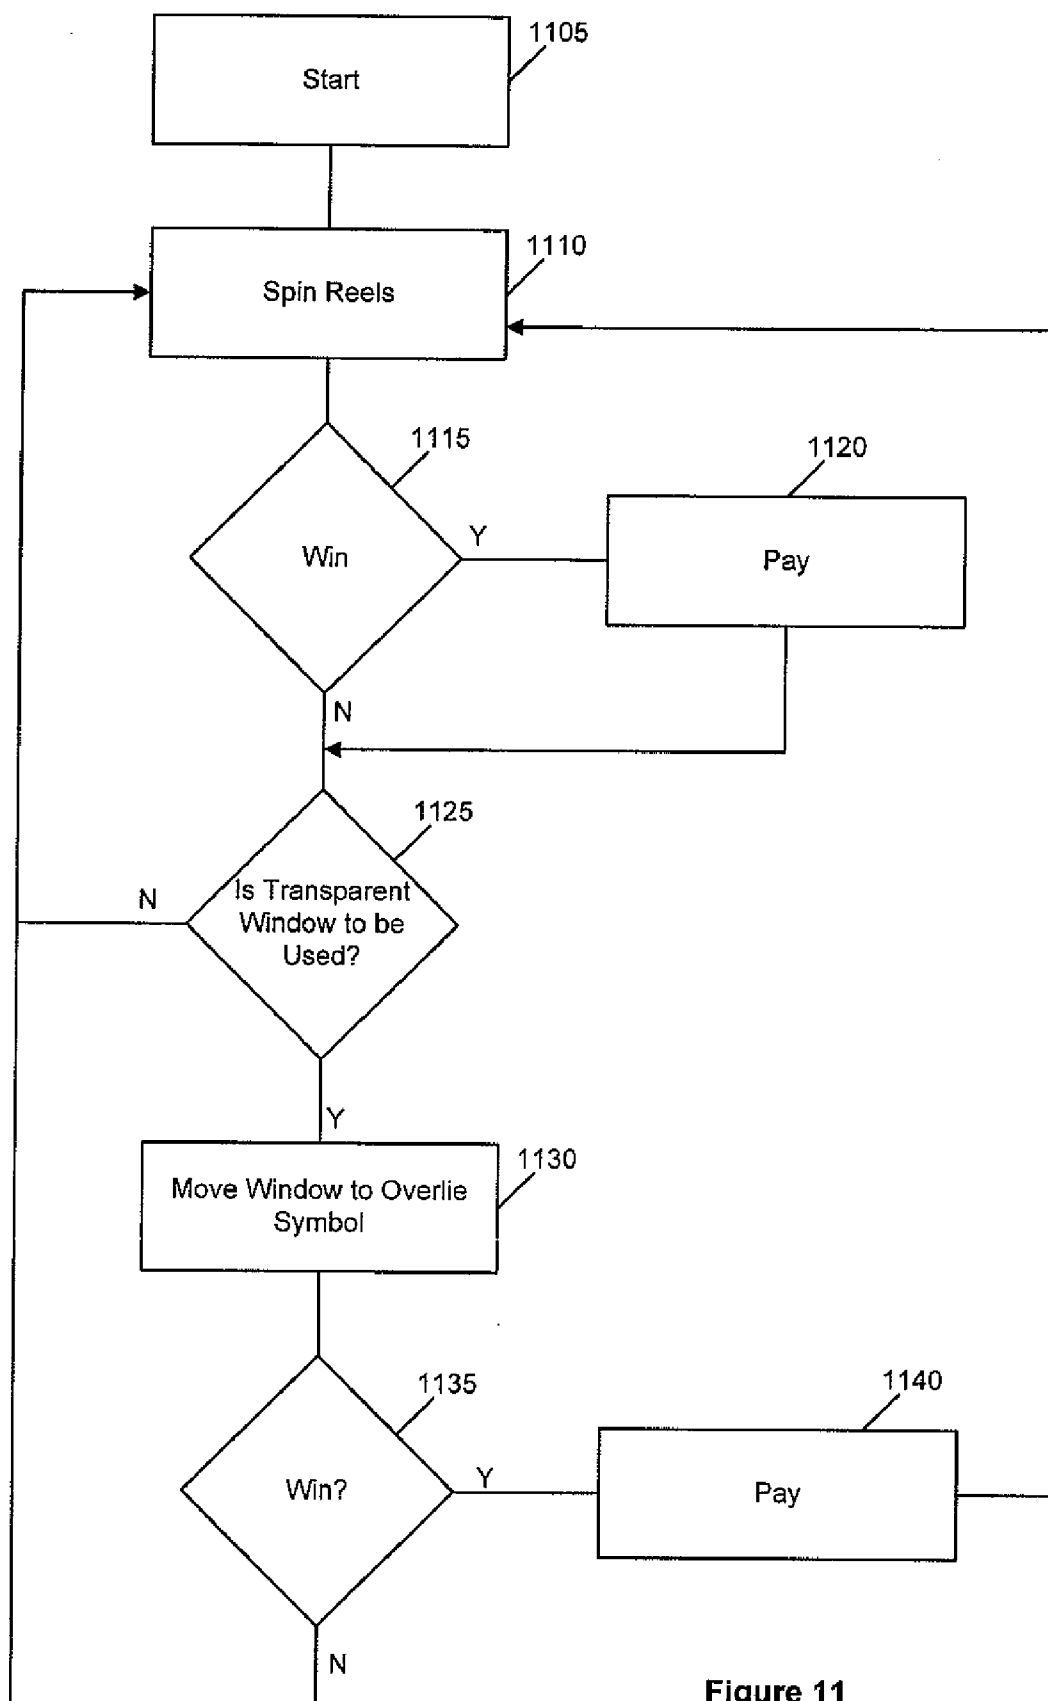 Start
1105
Spin Reels
1110
Win
1115
Y
N
Pay
1120
Is Transparent
Window to be
Used?
1125
N
Y
Move Window to Overlie
Symbol
1130
Win?
1135
Y
N
Pay
1140
Figure 11